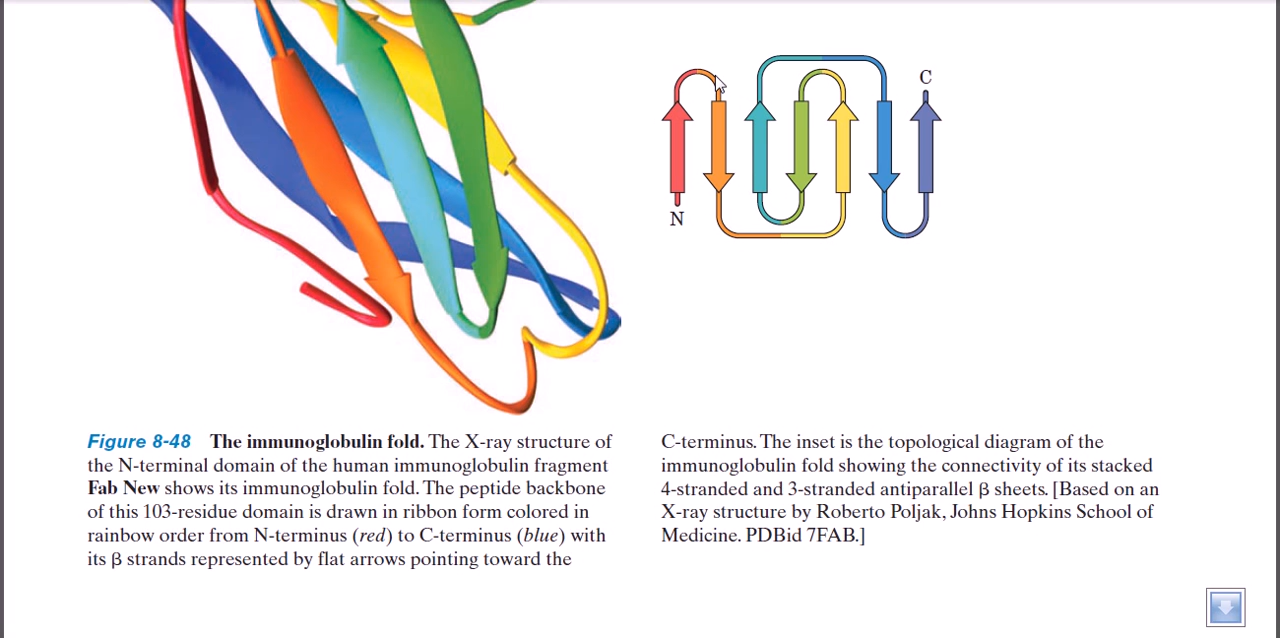 C
N
Figure 8-48 The immunoglobulin fold. The X-ray structure of
the N-terminal domain of the human immunoglobulin fragment
Fab New shows its immunoglobulin fold. The peptide backbone
of this 103-residue domain is drawn in ribbon form colored in
rainbow order from N-terminus (red) to C-terminus (blue) with
its β strands represented by flat arrows pointing toward the
C-terminus. The inset is the topological diagram of the
immunoglobulin fold showing the connectivity of its stacked
4-stranded and 3-stranded antiparallel β sheets. [Based on an
X-ray structure by Roberto Poljak, Johns Hopkins School of
Medicine. PDBid 7FAB.]